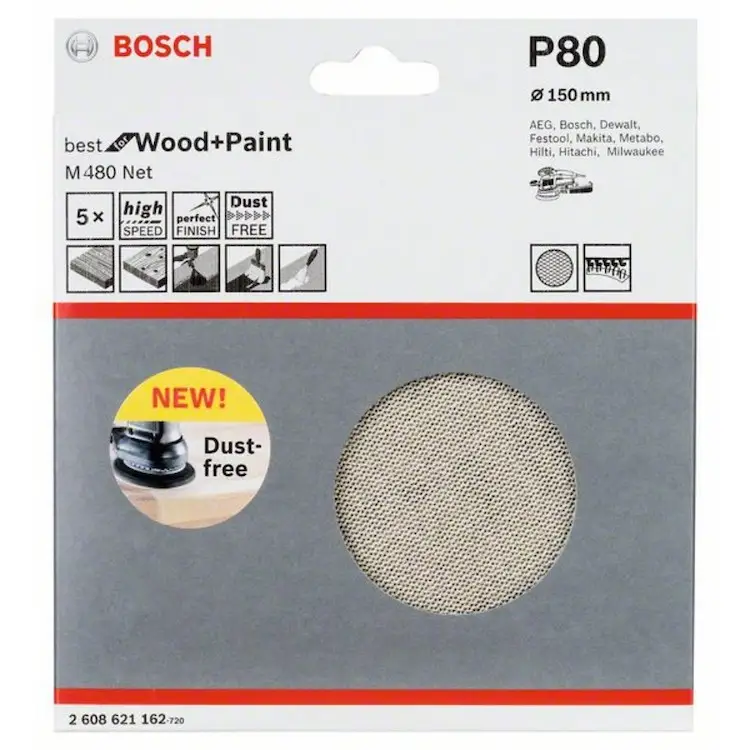 BOSCH
P80
Ø 150 mm
AEG, Bosch, Dewalt,
Festool, Makita, Metabo,
Hilti, Hitachi, Milwaukee
best for Wood+Paint
M 480 Net
5 ×
high
SPEED
perfect
FINISH
Dust
FREE
NEW!
Dust-
free
2 608 621 162-720